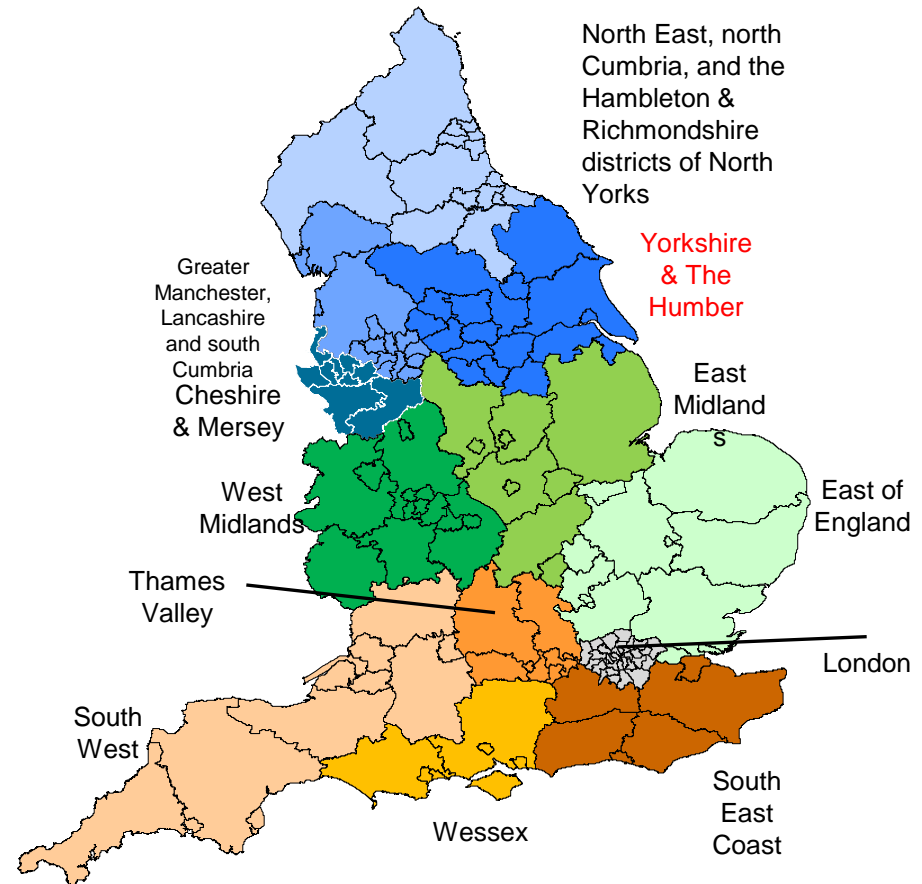 North East, north
Cumbria, and the
Hambleton &
Richmondshire
districts of North
Yorks
Yorkshire
& The
Humber
Greater
Manchester,
Lancashire
and south
Cumbria
Cheshire
& Mersey
East
Midland
s
West
Midlands
East of
England
Thames
Valley
London
South
West
South
East
Coast
Wessex